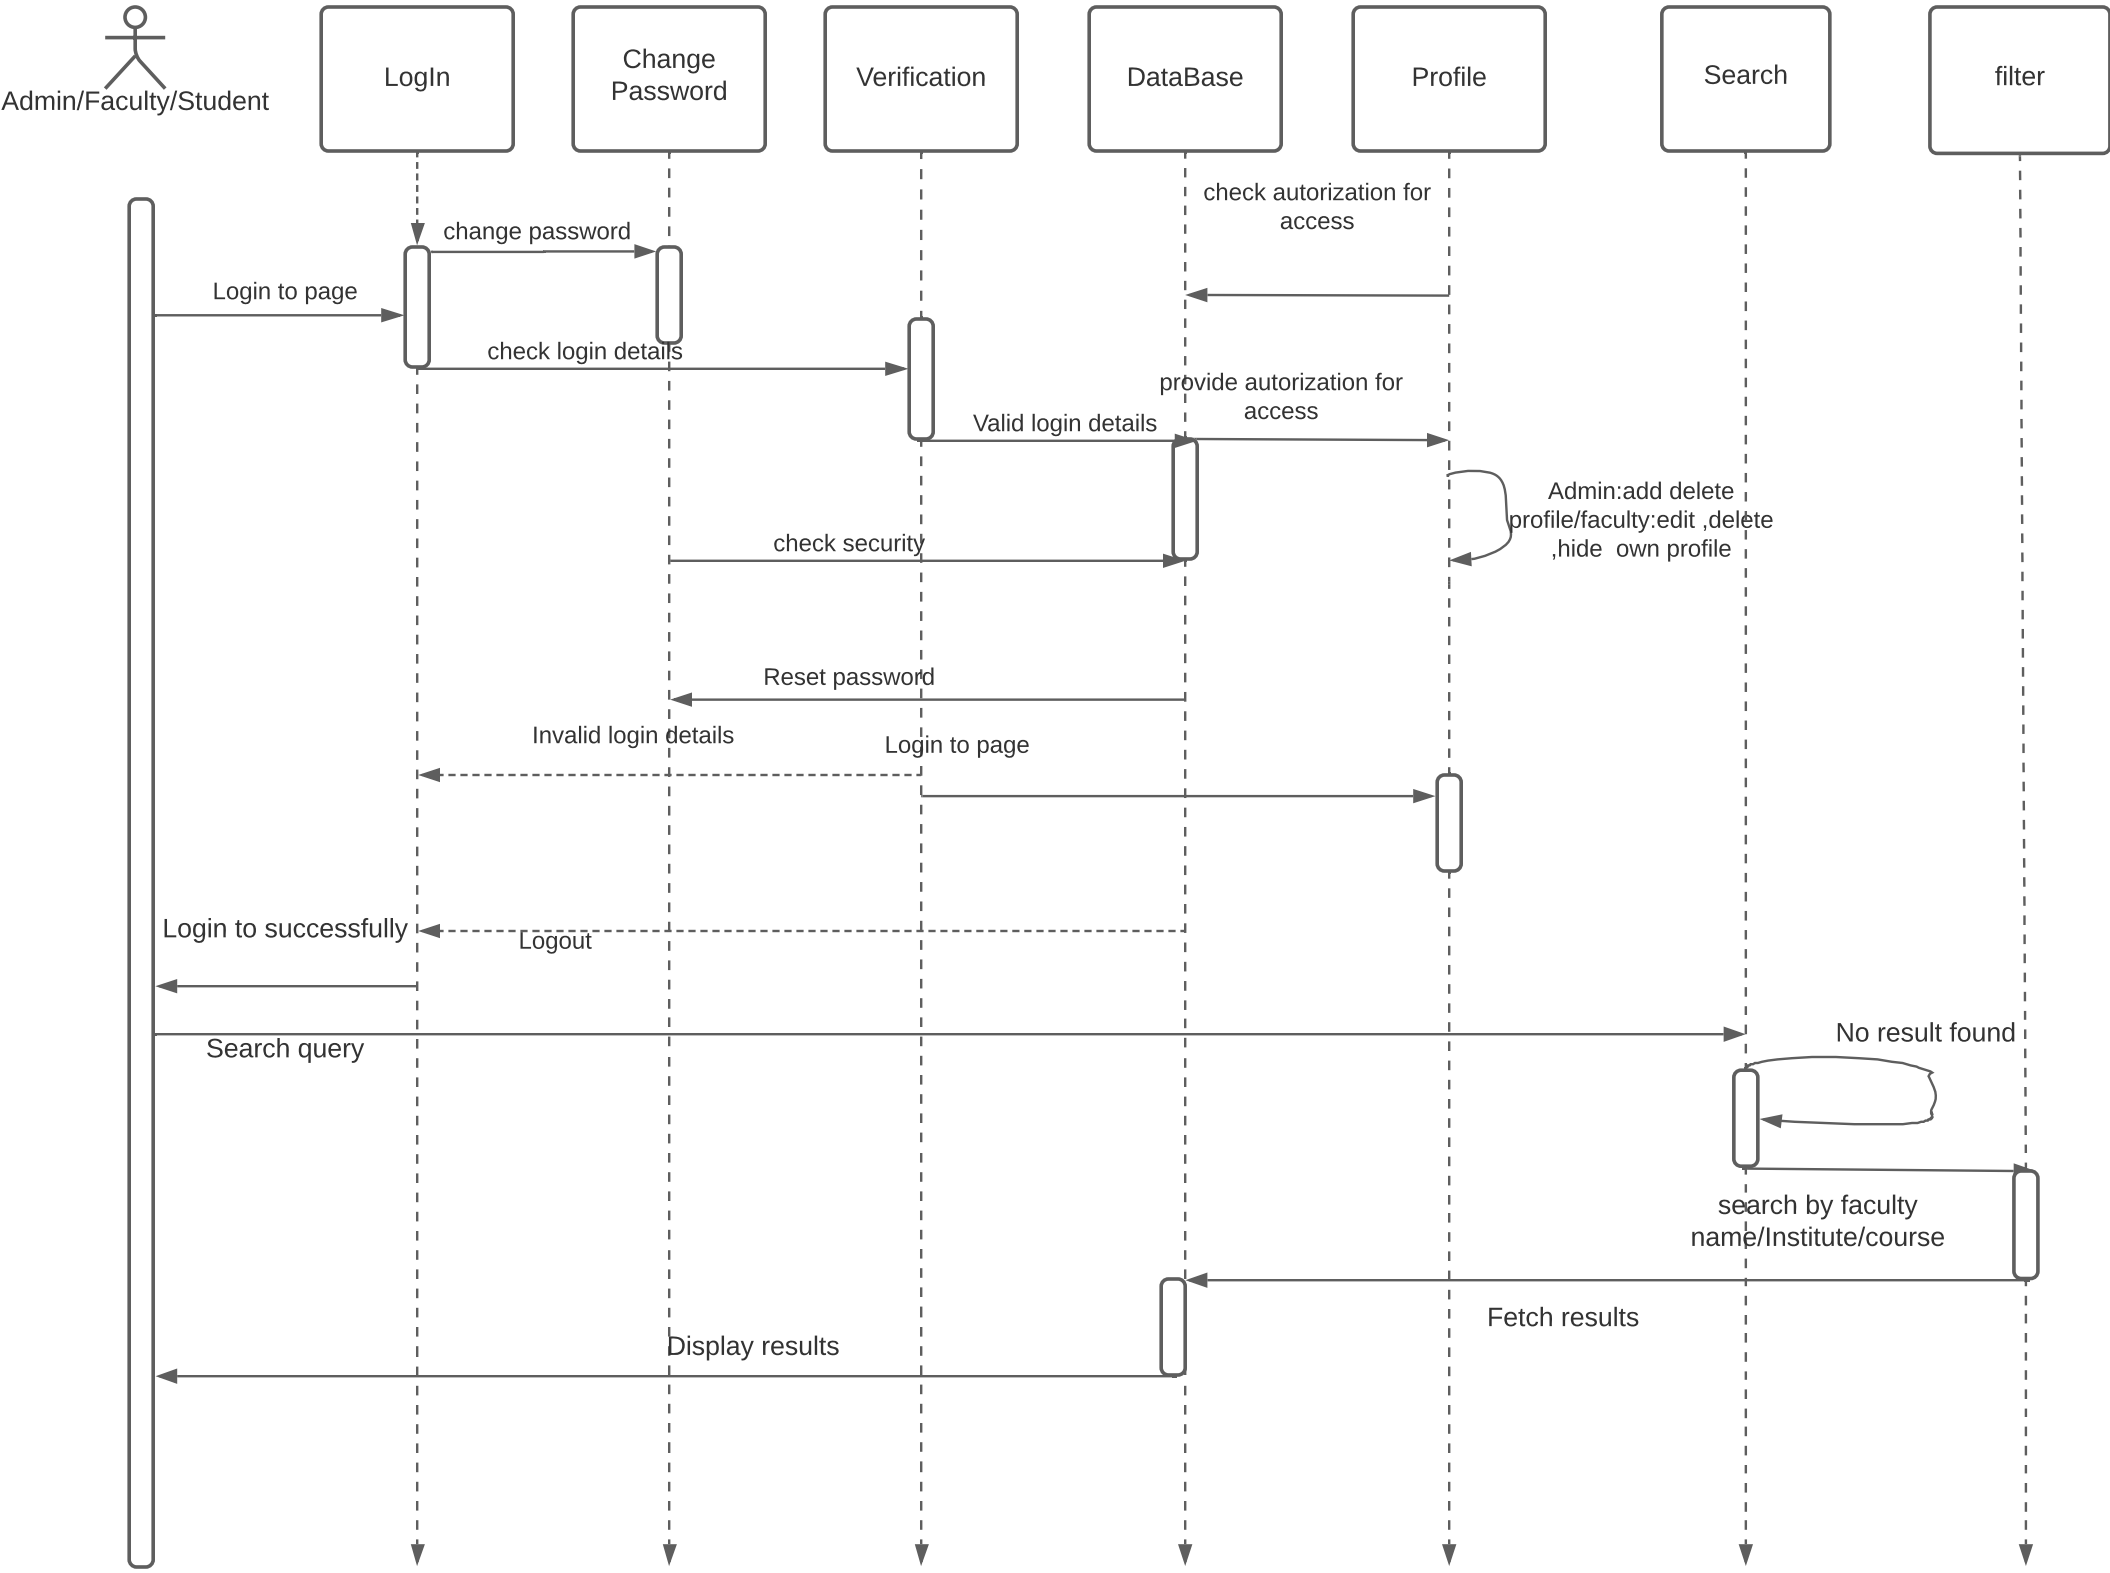 Admin/Faculty/Student
LogIn
Change
Password
Verification
DataBase
Profile
Search
filter
check autorization for
access
change password
Login to page
check login details
provide autorization for
access
Valid login details
Admin:add delete
profile/faculty:edit ,delete
,hide  own profile
check security
Reset password
Invalid login details
Login to page
Login to successfully
Logout
Search query
No result found
search by faculty
name/Institute/course
Fetch results
Display results